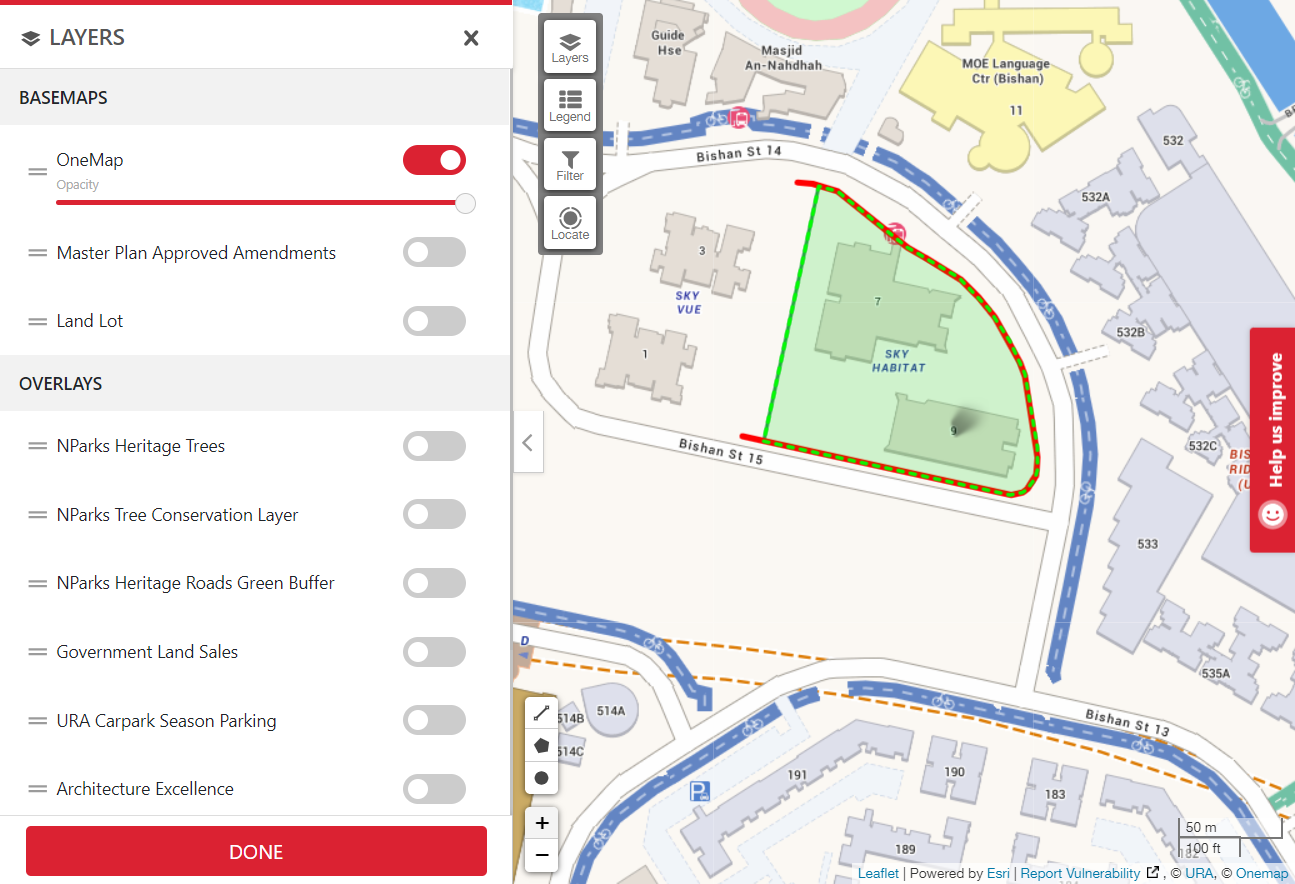 LAYERS
BASEMAPS
OneMap
Opacity
Master Plan Approved Amendments
Land Lot
OVERLAYS
NParks Heritage Trees
NParks Tree Conservation Layer
NParks Heritage Roads Green Buffer
Government Land Sales
URA Carpark Season Parking
Architecture Excellence
DONE
Layers
Legend
Filter
Locate
Guide
Hse
Masjid
An-Nahdhah
MOE Language
Ctr (Bishan)
11
Bishan St 14
532
532A
3
SKY
VUE
7
1
SKY
HABITAT
532B
9
Bishan St 15
532C
BIS
RID
(U
Help us improve
533
D
535A
514A
514B
514C
Bishan St 13
191
190
183
189
182
P
+
−
50 m
100 ft
Leaflet | Powered by Esri | Report Vulnerability , © URA, © Onemap